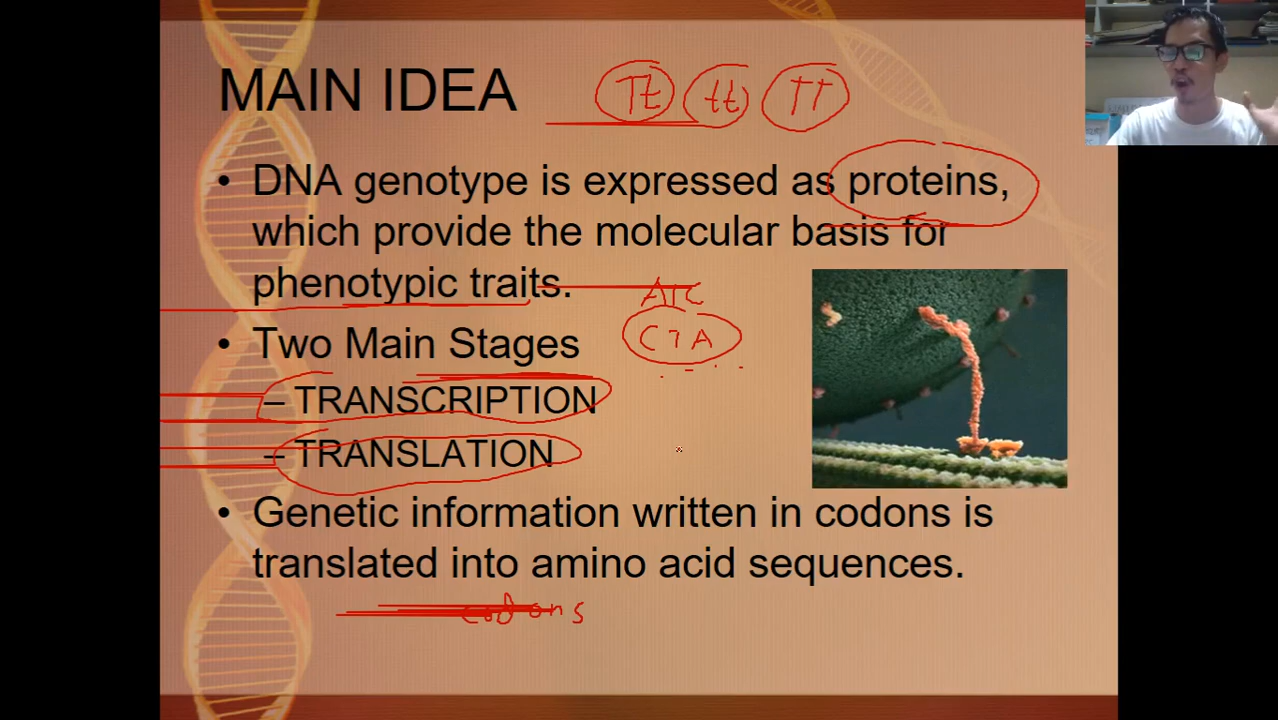 MAIN IDEA Tt tt TT
• DNA genotype is expressed as proteins,
which provide the molecular basis for
phenotypic traits.
ATC
• Two Main Stages
CTA
– TRANSCRIPTION
– TRANSLATION
• Genetic information written in codons is
translated into amino acid sequences.
codons